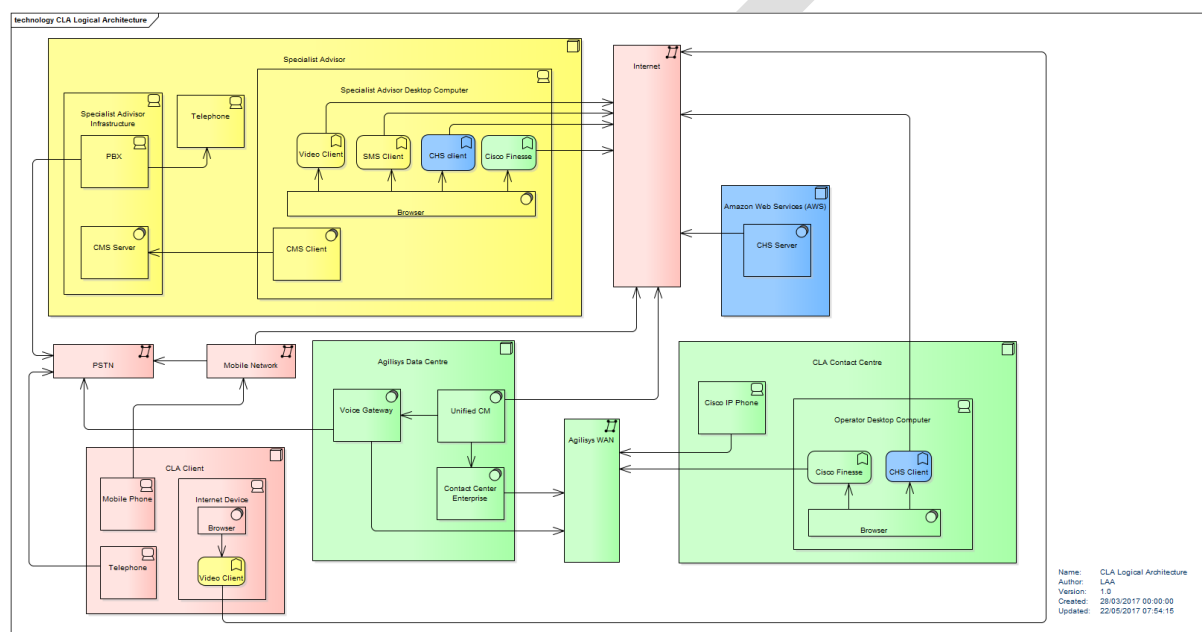 technology CLA Logical Architecture
Specialist Advisor
Specialist Adivisor
Infrastructure
PBX
Telephone
CMS Server
Specialist Advisor Desktop Computer
Video Client
SMS Client
CHS client
Cisco Finesse
Browser
CMS Client
Internet
Amazon Web Services (AWS)
CHS Server
PSTN
Mobile Network
Agilisys Data Centre
Voice Gateway
Unified CM
Contact Center
Enterprise
Agilisys WAN
CLA Contact Centre
Cisco IP Phone
Operator Desktop Computer
Cisco Finesse
CHS Client
Browser
CLA Client
Mobile Phone
Telephone
Internet Device
Browser
Video Client
Name: CLA Logical Architecture
Author: LAA
Version: 1.0
Created: 28/03/2017 00:00:00
Updated: 22/05/2017 07:54:15